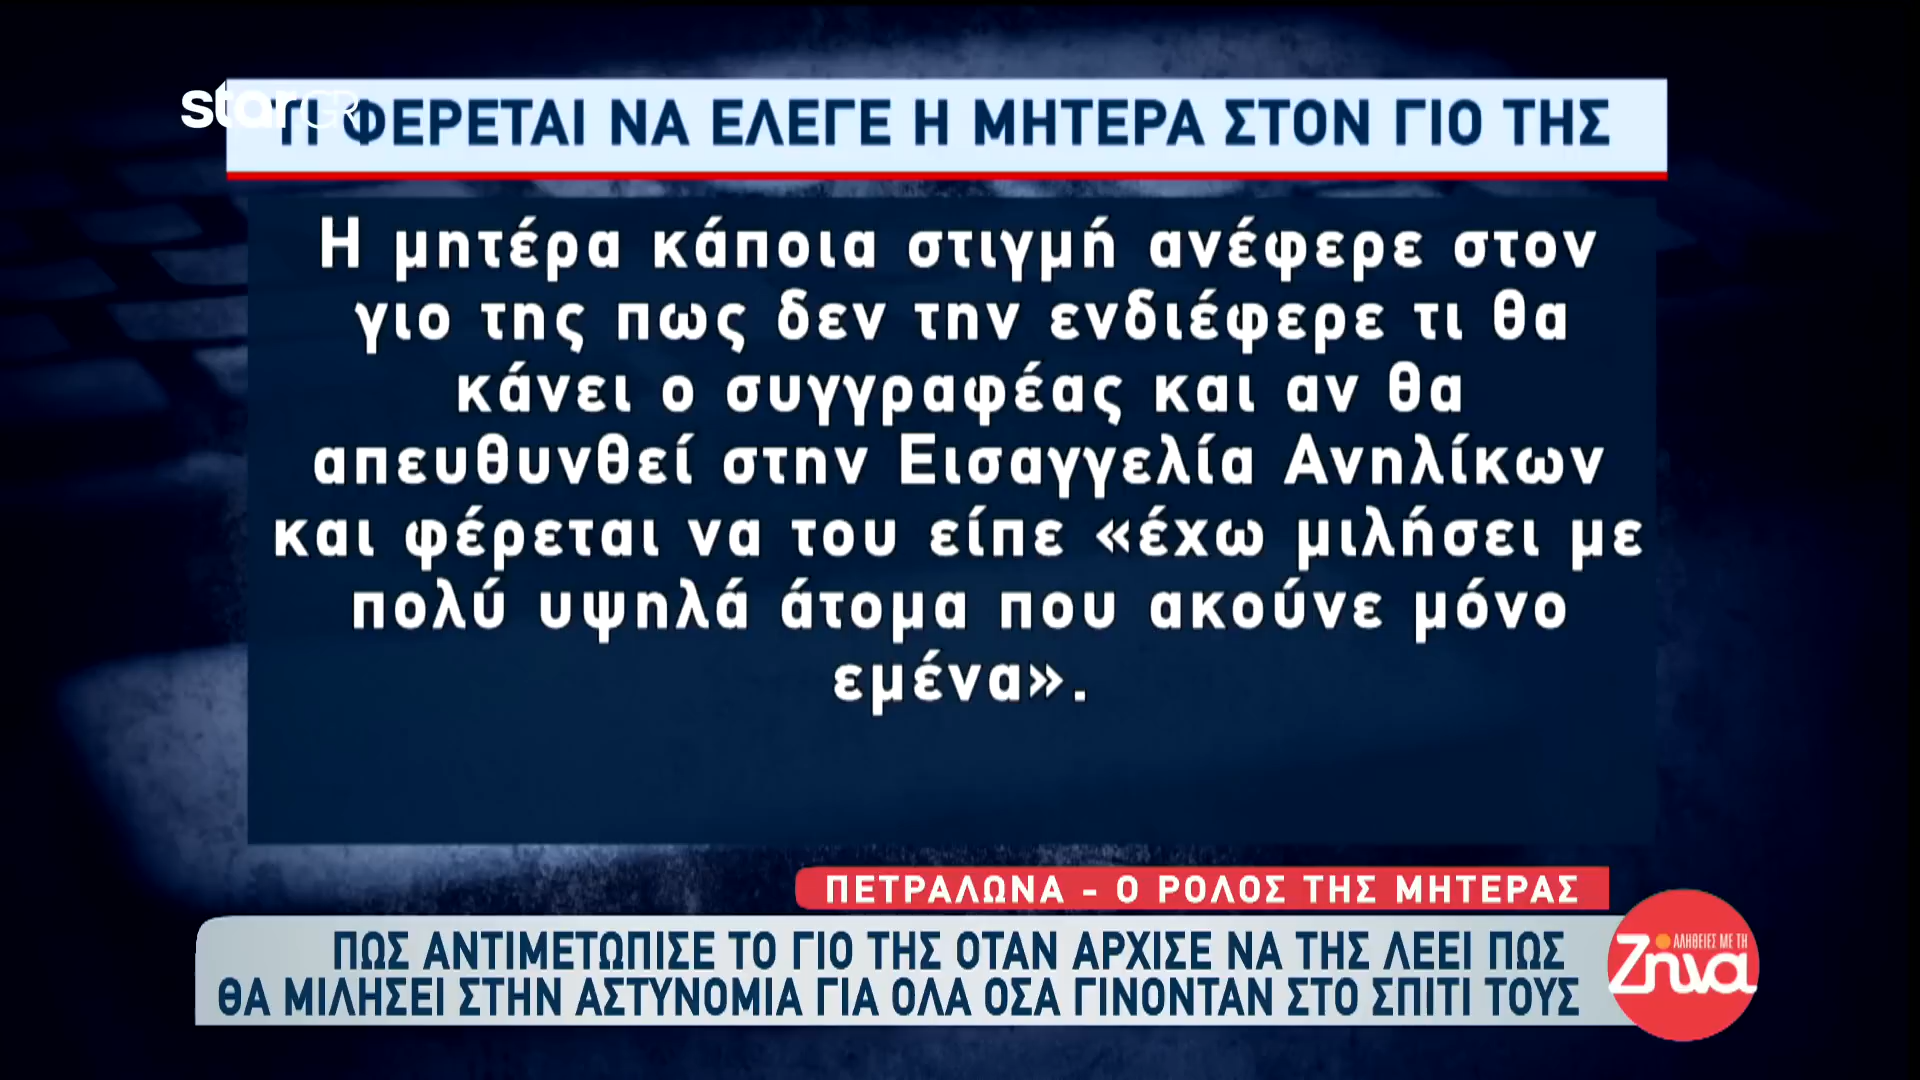 starGR
ΤΙ ΦΕΡΕΤΑΙ ΝΑ ΕΛΕΓΕ Η ΜΗΤΕΡΑ ΣΤΟΝ ΓΙΟ ΤΗΣ
Η μητέρα κάποια στιγμή ανέφερε στον
γιο της πως δεν την ενδιέφερε τι θα
κάνει ο συγγραφέας και αν θα
απευθυνθεί στην Εισαγγελία Ανηλίκων
και φέρεται να του είπε «έχω μιλήσει με
πολύ υψηλά άτομα που ακούνε μόνο
εμένα».
ΠΕΤΡΑΛΩΝΑ - Ο ΡΟΛΟΣ ΤΗΣ ΜΗΤΕΡΑΣ
ΠΩΣ ΑΝΤΙΜΕΤΩΠΙΣΕ ΤΟ ΓΙΟ ΤΗΣ ΟΤΑΝ ΑΡΧΙΣΕ ΝΑ ΤΗΣ ΛΕΕΙ ΠΩΣ
ΘΑ ΜΙΛΗΣΕΙ ΣΤΗΝ ΑΣΤΥΝΟΜΙΑ ΓΙΑ ΟΛΑ ΟΣΑ ΓΙΝΟΝΤΑΝ ΣΤΟ ΣΠΙΤΙ ΤΟΥΣ
ΑΛΗΘΕΙΕΣ ΜΕ ΤΗ
Ζήνα